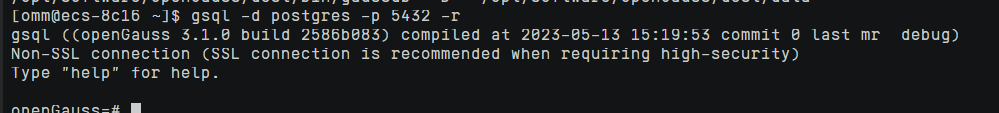 [omm@ecs-8c16 ~]$ gsql -d postgres -p 5432 -r
gsql ((openGauss 3.1.0 build 2586b083) compiled at 2023-05-13 15:19:53 commit 0 last mr  debug)
Non-SSL connection (SSL connection is recommended when requiring high-security)
Type "help" for help.
openGauss=#